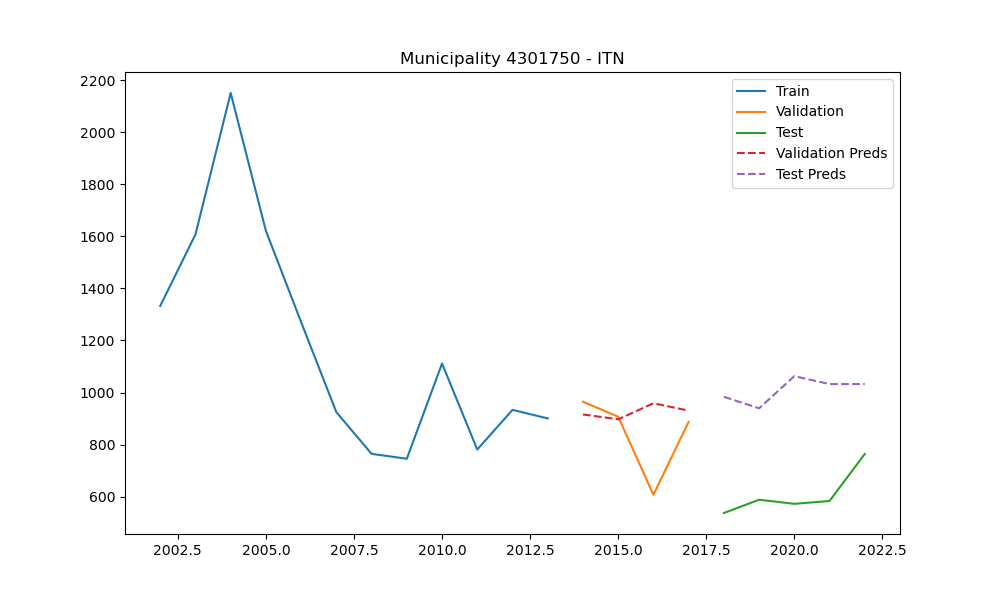 Municipality 4301750 - ITN
2200
2000
1800
1600
1400
1200
1000
800
600
2002.5 2005.0 2007.5 2010.0 2012.5 2015.0 2017.5 2020.0 2022.5
Train
Validation
Test
Validation Preds
Test Preds